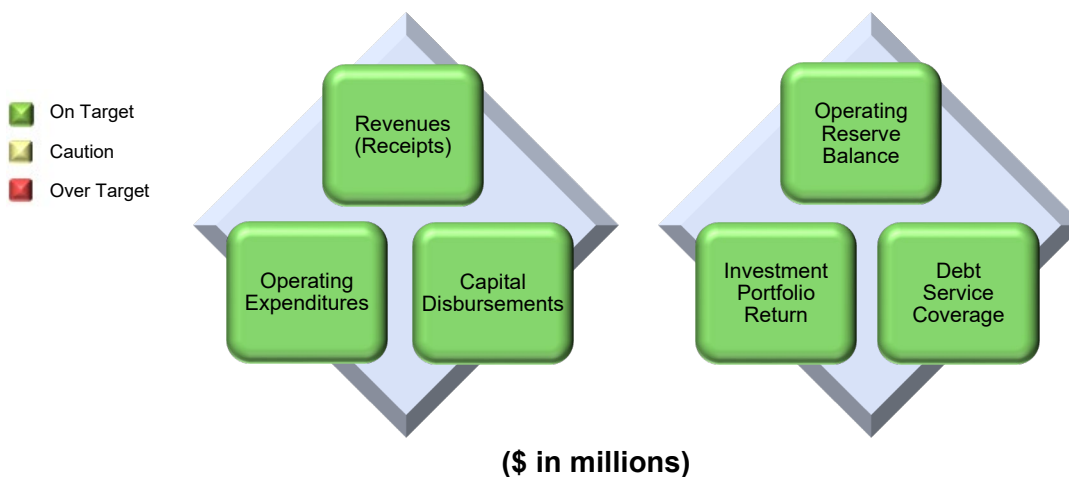 On Target
Caution
Over Target
Revenues
(Receipts)
Operating
Expenditures
Capital
Disbursements
Operating
Reserve
Balance
Investment
Portfolio
Return
Debt
Service
Coverage
($ in millions)